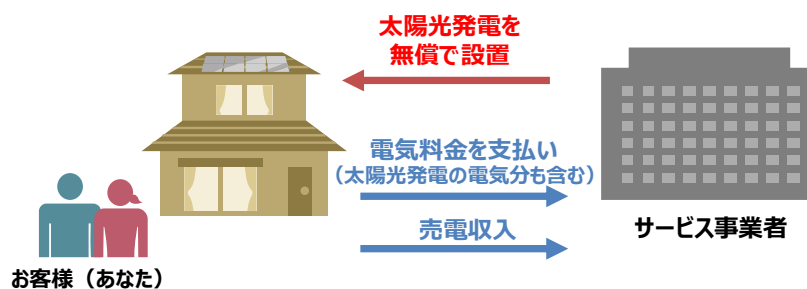 太陽光発電を
無償で設置
電気料金を支払い
（太陽光発電の電気分も含む）
売電収入
サービス事業者
お客様（あなた）